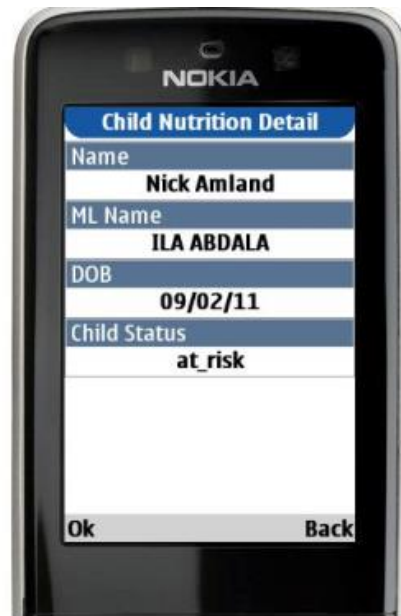 NOKIA
Child Nutrition Detail
Name
Nick Amland
ML Name
ILA ABDALA
DOB
09/02/11
Child Status
at_risk
Ok Back